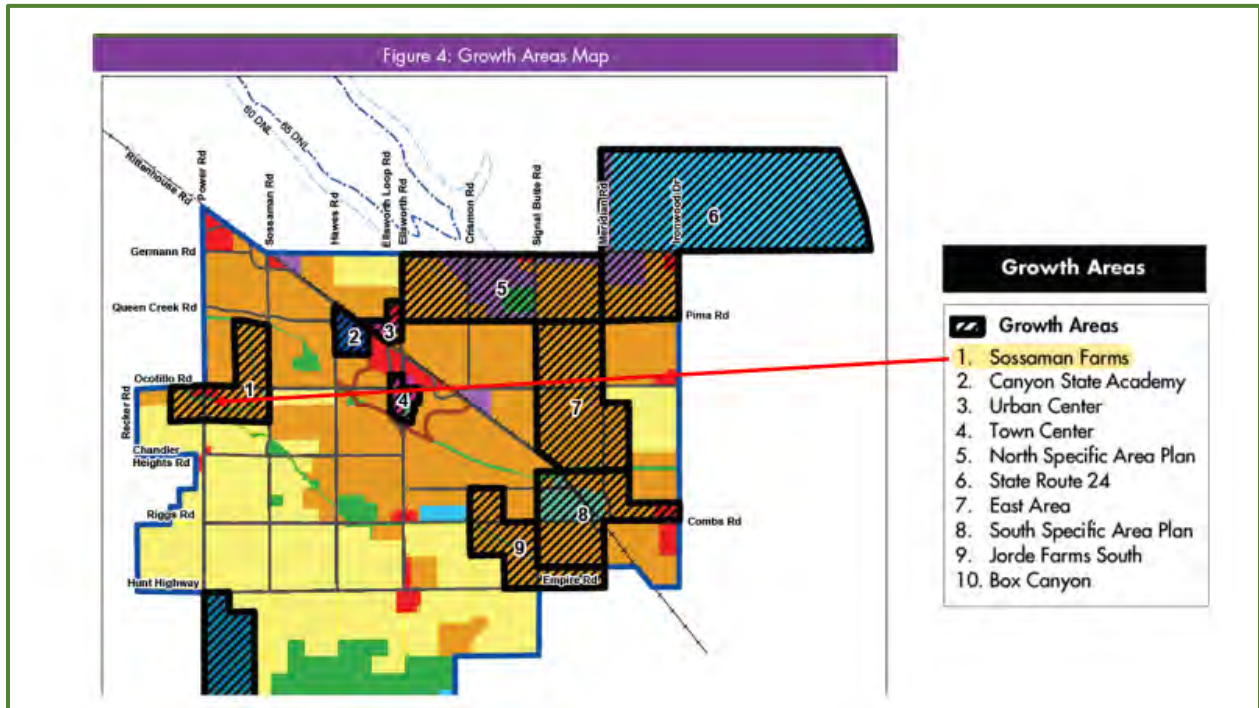 Figure 4: Growth Areas Map
60 DNL
65 DNL
Rittenhouse Rd
Power Rd
Sossaman Rd
Hawes Rd
Ellsworth Loop Rd
Ellsworth Rd
Crismon Rd
Signal Butte Rd
Meridian Rd
Ironwood Dr
6
Germann Rd
5
Queen Creek Rd
Pima Rd
2
3
Ocotillo Rd
1
4
7
Recker Rd
Chandler
Heights Rd
8
Riggs Rd
Combs Rd
9
Hunt Highway
Empire Rd
Growth Areas
Growth Areas
1. Sossaman Farms
2. Canyon State Academy
3. Urban Center
4. Town Center
5. North Specific Area Plan
6. State Route 24
7. East Area
8. South Specific Area Plan
9. Jorde Farms South
10. Box Canyon